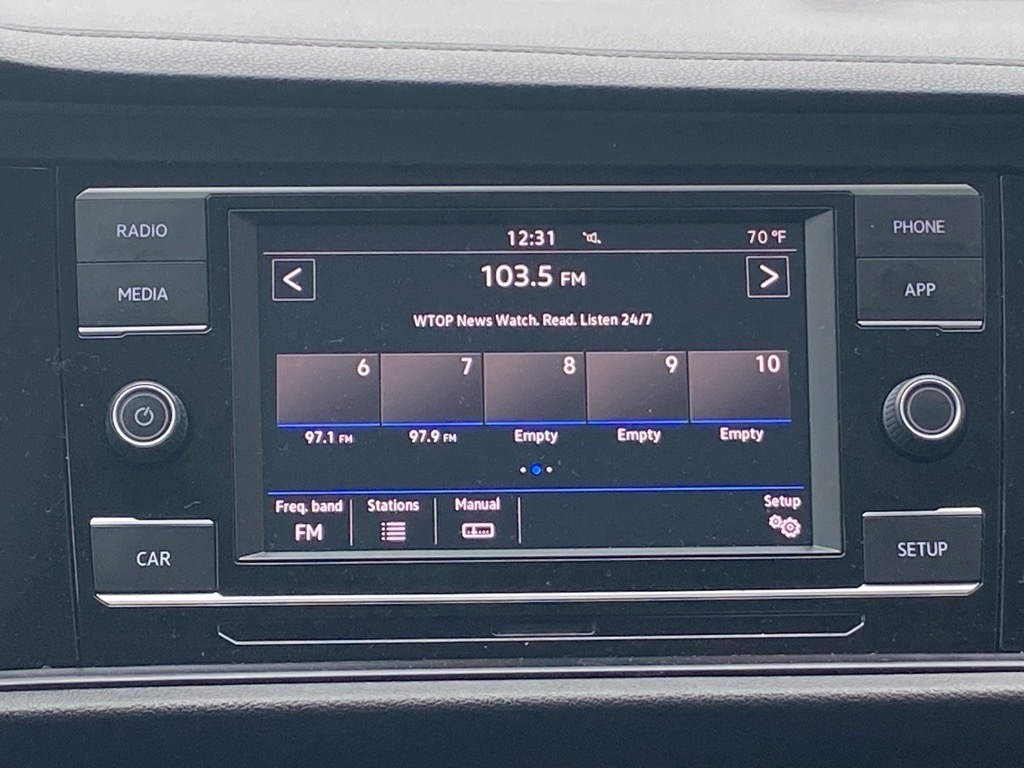 RADIO
MEDIA
PHONE
APP
12:31
70 °F
<
103.5 FM
>
WTOP News Watch. Read. Listen 24/7
6
7
8
9
10
97.1 FM
97.9 FM
Empty
Empty
Empty
Freq. band
Stations
Manual
Setup
FM
CAR
SETUP